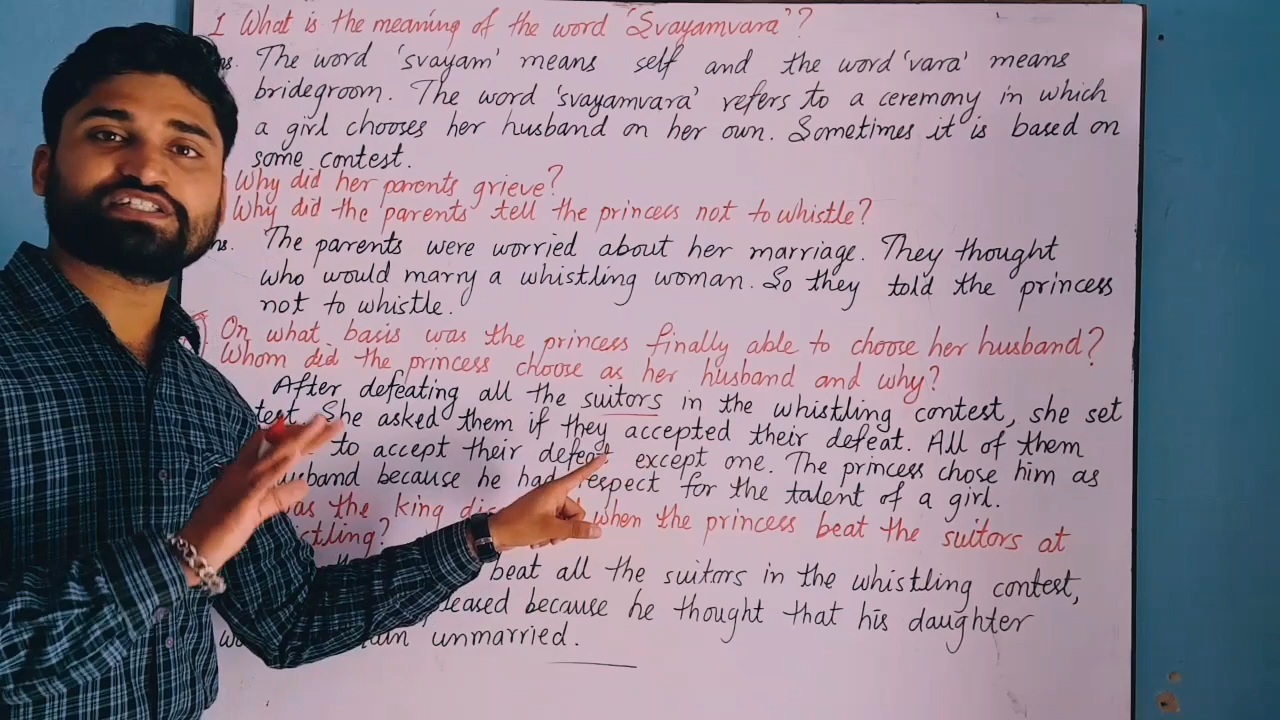 1 What is the meaning of the word 'Svayamvara'?
ns. The word 'svayam' means self and the word 'vara' means
bridegroom. The word 'svayamvara' refers to a ceremony in which
a girl chooses her husband on her own. Sometimes it is based on
some contest.
Why did her parents grieve?
Why did the parents tell the princess not to whistle?
ns. The parents were worried about her marriage. They thought
who would marry a whistling woman. So they told the princess
not to whistle.
On what basis was the princess finally able to choose her husband?
Whom did the princess choose as her husband and why?
After defeating all the suitors in the whistling contest, she set
test. She asked them if they accepted their defeat. All of them
to accept their defeat except one. The princess chose him as
husband because he had respect for the talent of a girl.
as the king dis when the princess beat the suitors at
istling?
beat all the suitors in the whistling contest,
leased because he thought that his daughter
unmarried.